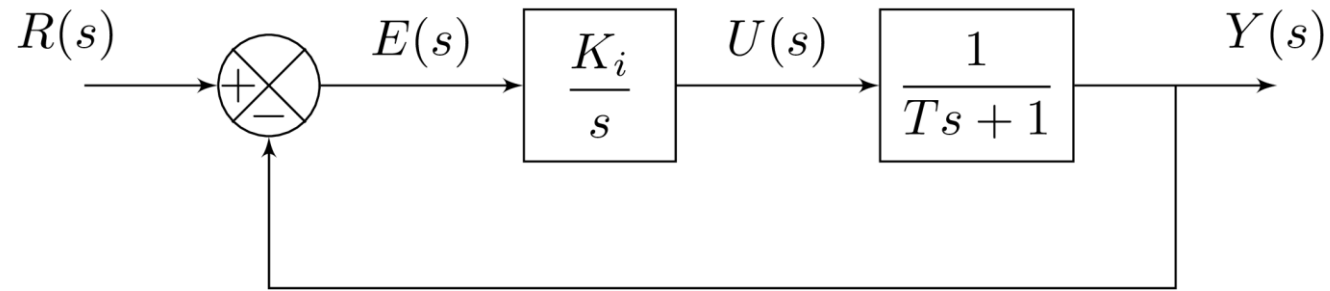 R(s)
E(s)
K_i
s
U(s)
1
Ts + 1
Y(s)
+
−